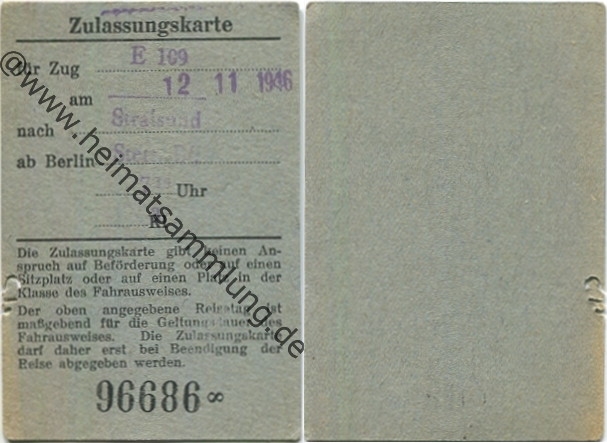 Zulassungskarte
für Zug E 109
am 12 11 1946
nach Stralsund
ab Berlin
Uhr
Die Zulassungskarte gibt keinen An-
spruch auf Beförderung oder auf einen
Sitzplatz oder auf einen Platz in der
Klasse des Fahrausweises.
Der oben angegebene Reisetag ist
maßgebend für die Geltungsdauer des
Fahrausweises. Die Zulassungskarte
darf daher erst bei Beendigung der
Reise abgegeben werden.
96686 ∞
@www.heimatsammlung.de